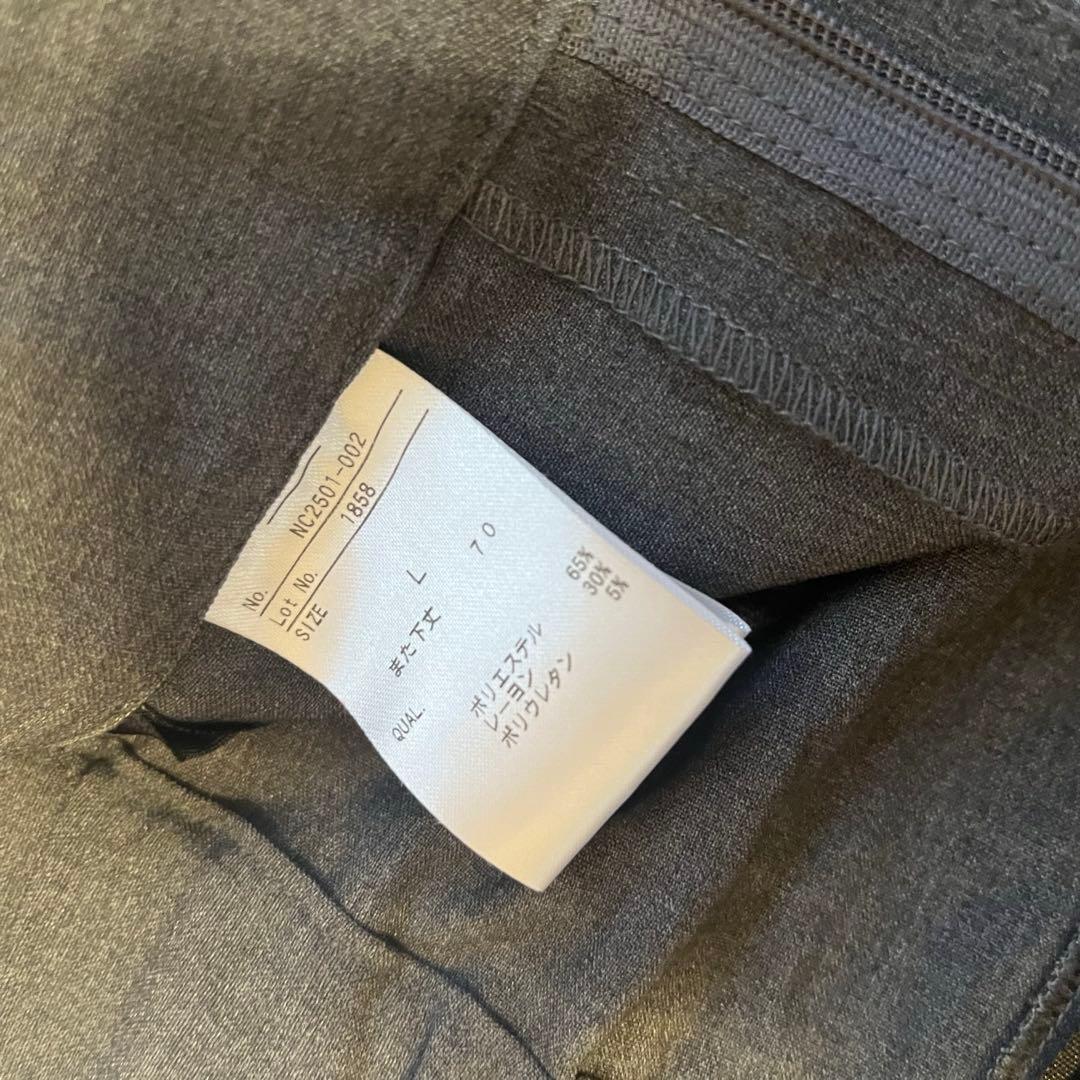 No. NC2501-002
Lot No. 1858
SIZE L
また下丈 70
QUAL.
ポリエステル 65%
レーヨン 30%
ポリウレタン 5%